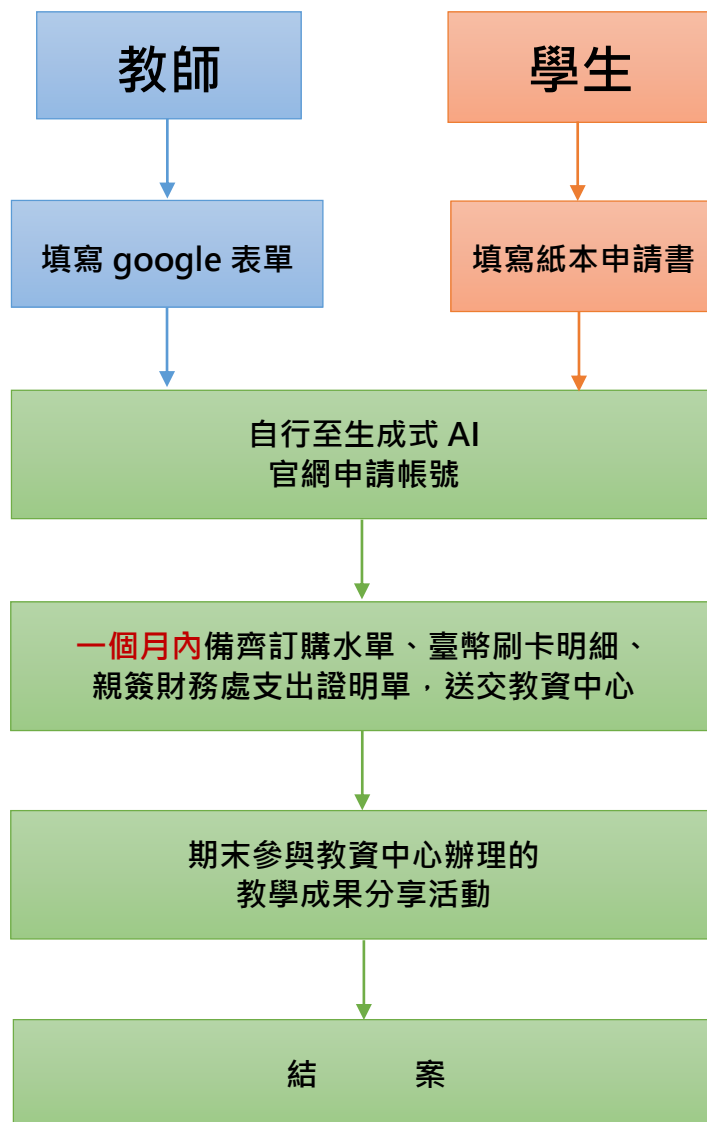 教師
學生
填寫 google 表單
填寫紙本申請書
自行至生成式 AI
官網申請帳號
一個月內備齊訂購水單、臺幣刷卡明細、
親簽財務處支出證明單，送交教資中心
期末參與教資中心辦理的
教學成果分享活動
結 案